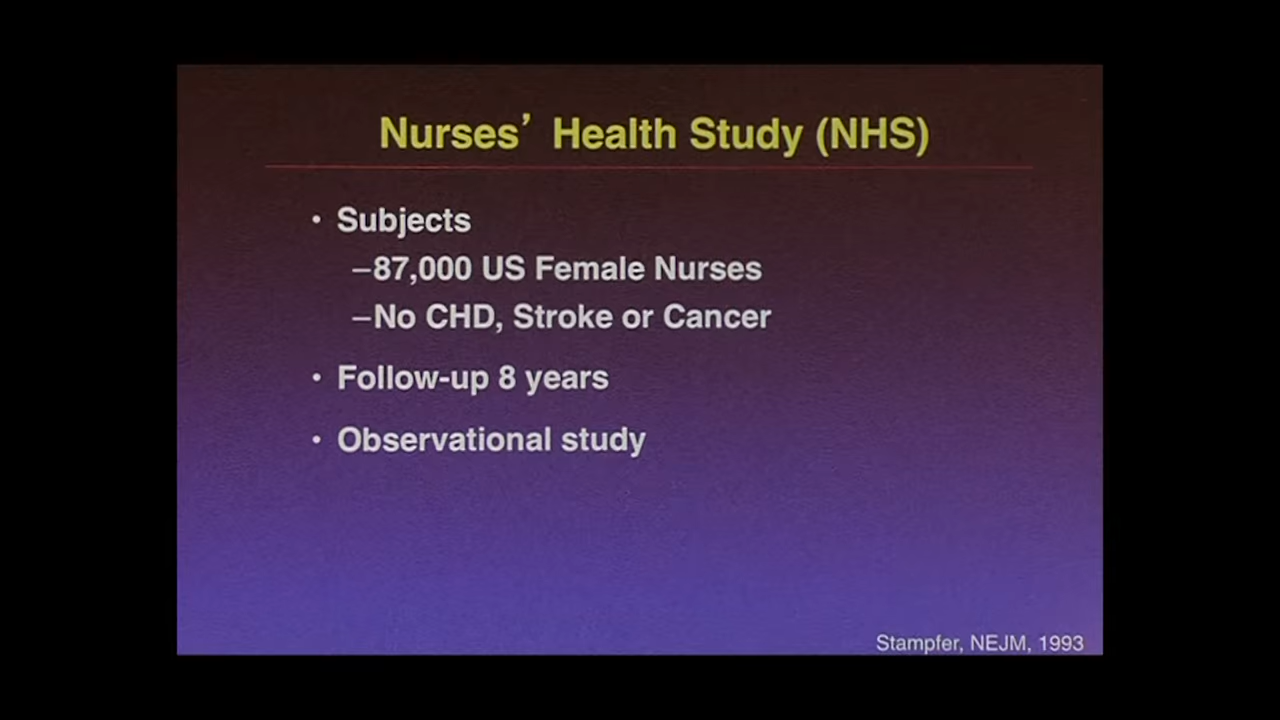 Nurses’ Health Study (NHS)
• Subjects
–87,000 US Female Nurses
–No CHD, Stroke or Cancer
• Follow-up 8 years
• Observational study
Stampfer, NEJM, 1993